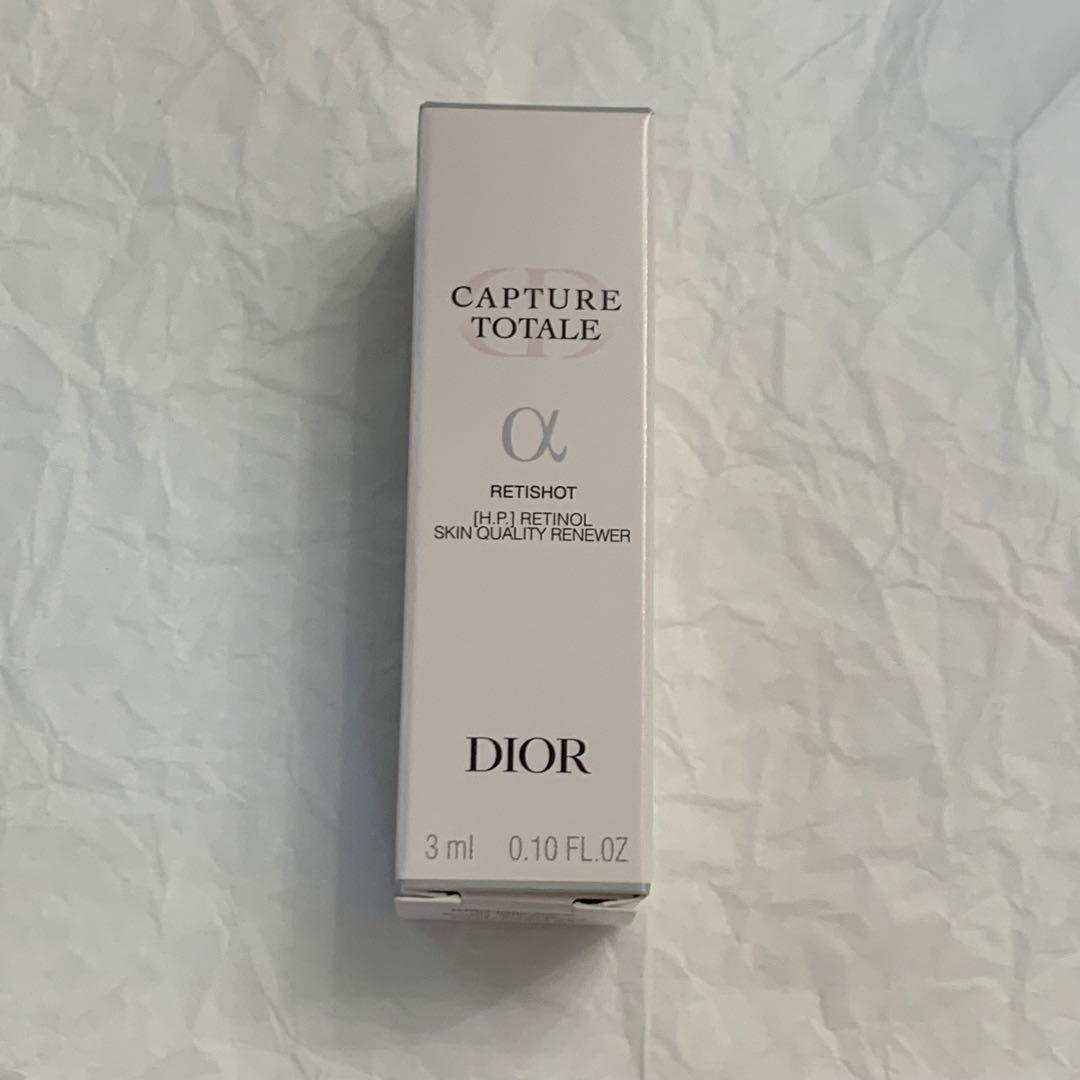 CAPTURE
TOTALE
α
RETISHOT
[H.P.] RETINOL
SKIN QUALITY RENEWER
DIOR
3 ml 0.10 FL.OZ